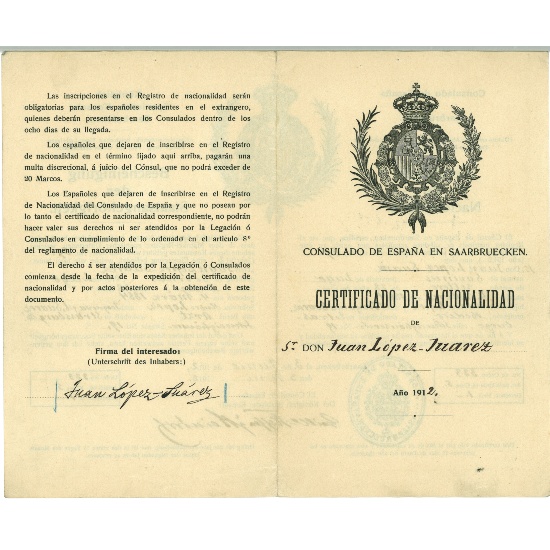 Las inscripciones en el Registro de nacionalidad serán
obligatorias para los españoles residentes en el extrangero,
quienes deberán presentarse en los Consulados dentro de los
ocho días de su llegada.
Los españoles que dejaren de inscribirse en el Registro
de nacionalidad en el término fijado aquí arriba, pagarán una
multa discrecional, á juicio del Cónsul, que no podrá exceder de
20 Marcos.
Los Españoles que dejaren de Inscribirse en el Registro
de Nacionalidad del Consulado de España y que no posean por
lo tanto el certificado de nacionalidad correspondiente, no podrán
hacer valer sus derechos ni ser atendidos por la Legación ó
Consulados en cumplimiento de lo ordenado en el articulo 8º
del reglamento de nacionalidad.
El derecho á ser atendidos por la Legación ó Consulados
comienza desde la fecha de la expedición del certificado de
nacionalidad y por actos posteriores á la obtención de este
documento.
Firma del interesado:
(Unterschrift des Inhabers:)
Juan López-Suárez
CONSULADO DE ESPAÑA EN SAARBRUECKEN.
CERTIFICADO DE NACIONALIDAD
DE
Sr DON Juan López-Juarez
Año 1912.